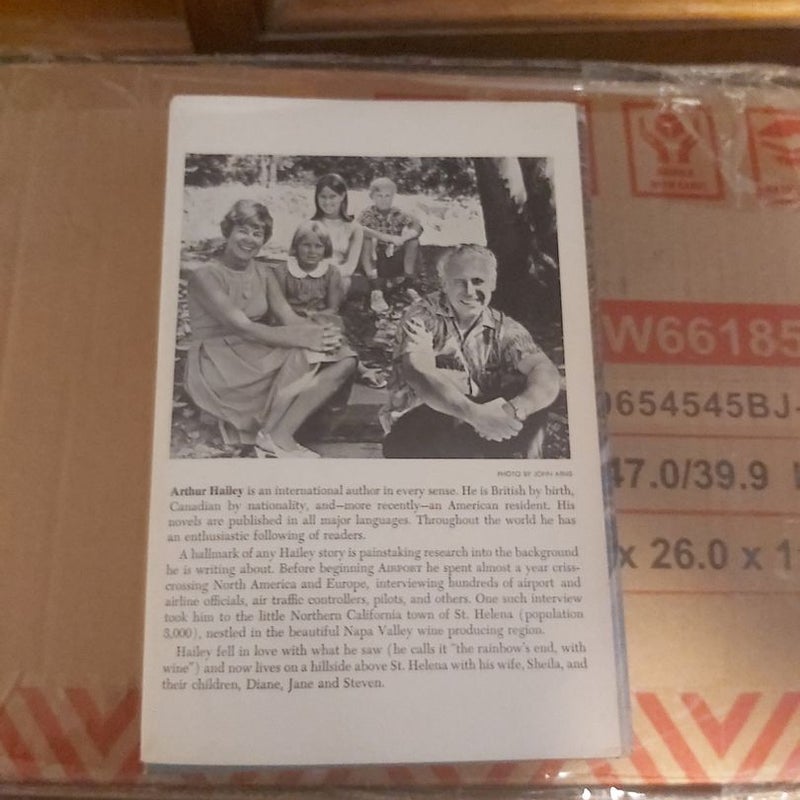 PHOTO BY JOHN ARMS
Arthur Hailey is an international author in every sense. He is British by birth,
Canadian by nationality, and—more recently—an American resident. His
novels are published in all major languages. Throughout the world he has
an enthusiastic following of readers.
A hallmark of any Hailey story is painstaking research into the background
he is writing about. Before beginning AIRPORT he spent almost a year criss-
crossing North America and Europe, interviewing hundreds of airport and
airline officials, air traffic controllers, pilots, and others. One such interview
took him to the little Northern California town of St. Helena (population
3,000), nestled in the beautiful Napa Valley wine producing region.
Hailey fell in love with what he saw (he calls it "the rainbow's end, with
wine") and now lives on a hillside above St. Helena with his wife, Sheila, and
their children, Diane, Jane and Steven.
W66185
0654545BJ-
47.0/39.9
x 26.0 x 1